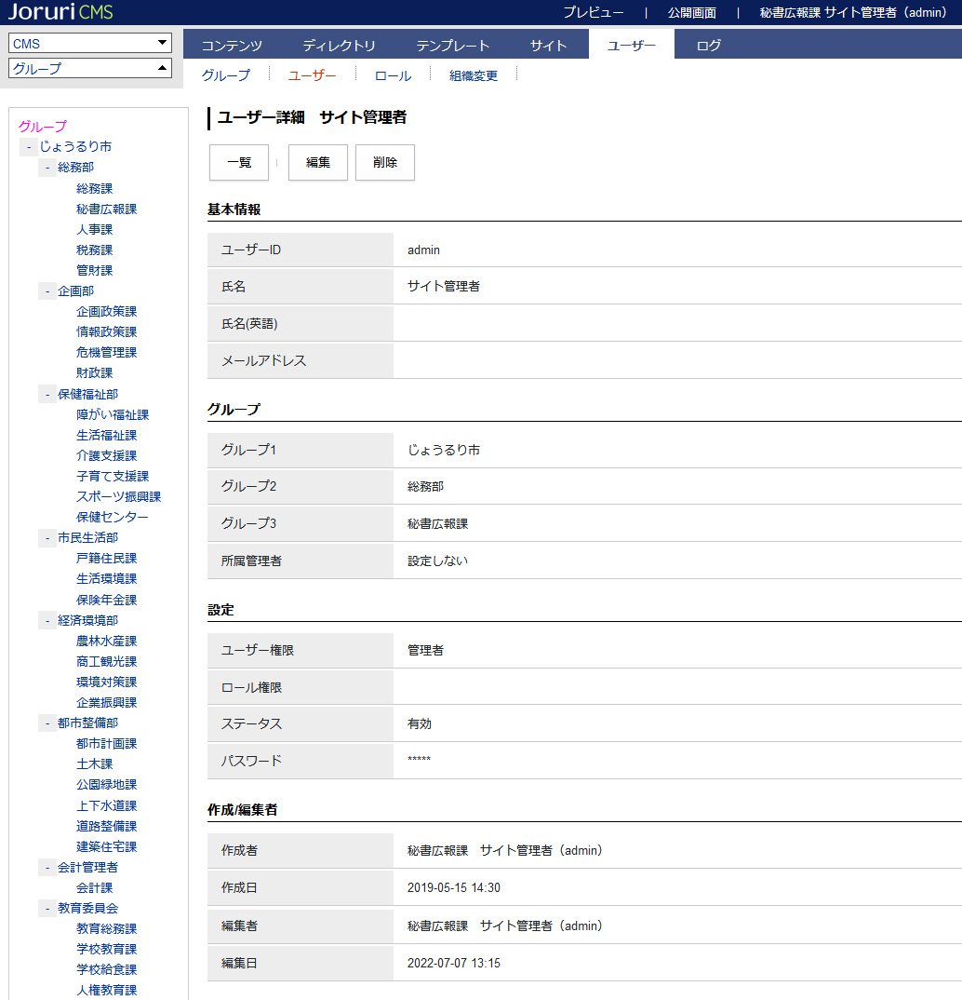 Joruri CMS
プレビュー | 公開画面 | 秘書広報課 サイト管理者（admin）
CMS
グループ
コンテンツ ディレクトリ テンプレート サイト ユーザー ログ
グループ ユーザー ロール 組織変更
グループ
- じょうるり市
- 総務部
総務課
秘書広報課
人事課
税務課
管財課
- 企画部
企画政策課
情報政策課
危機管理課
財政課
- 保健福祉部
障がい福祉課
生活福祉課
介護支援課
子育て支援課
スポーツ振興課
保健センター
- 市民生活部
戸籍住民課
生活環境課
保険年金課
- 経済環境部
農林水産課
商工観光課
環境対策課
企業振興課
- 都市整備部
都市計画課
土木課
公園緑地課
上下水道課
道路整備課
建築住宅課
- 会計管理者
会計課
- 教育委員会
教育総務課
学校教育課
学校給食課
人権教育課
ユーザー詳細　サイト管理者
一覧 編集 削除
基本情報
ユーザーID admin
氏名 サイト管理者
氏名(英語)
メールアドレス
グループ
グループ1 じょうるり市
グループ2 総務部
グループ3 秘書広報課
所属管理者 設定しない
設定
ユーザー権限 管理者
ロール権限
ステータス 有効
パスワード *****
作成/編集者
作成者 秘書広報課　サイト管理者（admin）
作成日 2019-05-15 14:30
編集者 秘書広報課　サイト管理者（admin）
編集日 2022-07-07 13:15